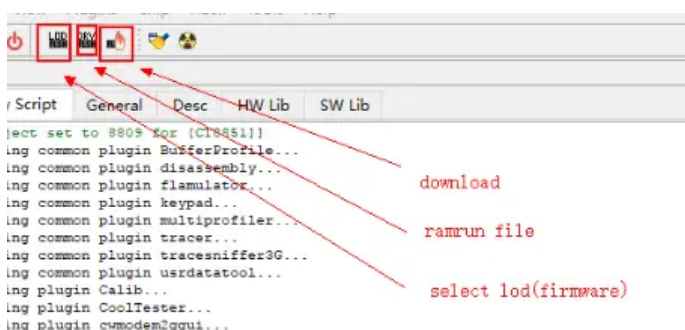 LOD DRV
Script General Desc HW Lib SW Lib
ject set to 8809 for [CT8851]]
ing common plugin BufferProfile...
ing common plugin disassembly...
ing common plugin flamulator...
ing common plugin keypad...
ing common plugin multiprofiler...
ing common plugin tracer...
ing common plugin tracesniffer3G...
ing common plugin usrdatatool...
ing plugin Calib...
ing plugin CoolTester...
ing plugin cwmodem2ggui...
download
ramrun file
select lod(firmware)